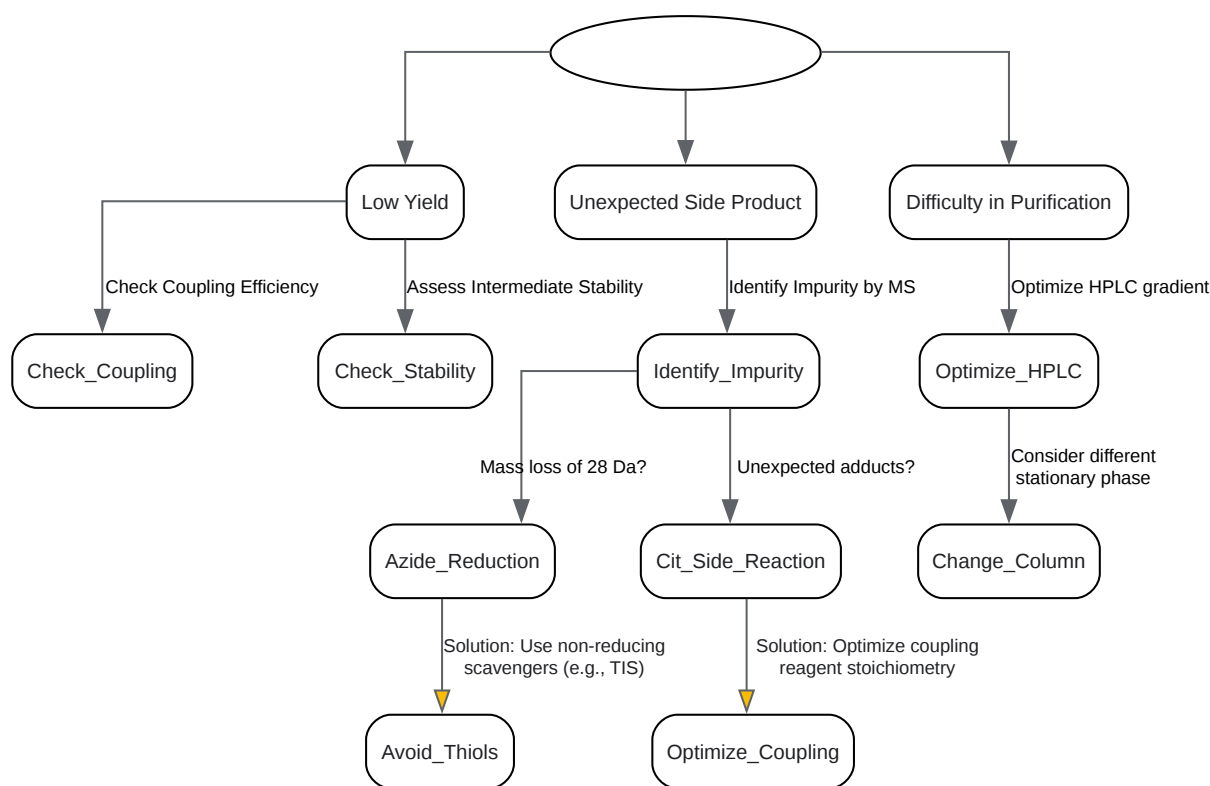 Low Yield
Unexpected Side Product
Difficulty in Purification
Check Coupling Efficiency
Assess Intermediate Stability
Identify Impurity by MS
Optimize HPLC gradient
Check_Coupling
Check_Stability
Identify_Impurity
Optimize_HPLC
Mass loss of 28 Da?
Unexpected adducts?
Consider different
stationary phase
Azide_Reduction
Cit_Side_Reaction
Change_Column
Solution: Use non-reducing
scavengers (e.g., TIS)
Solution: Optimize coupling
reagent stoichiometry
Avoid_Thiols
Optimize_Coupling